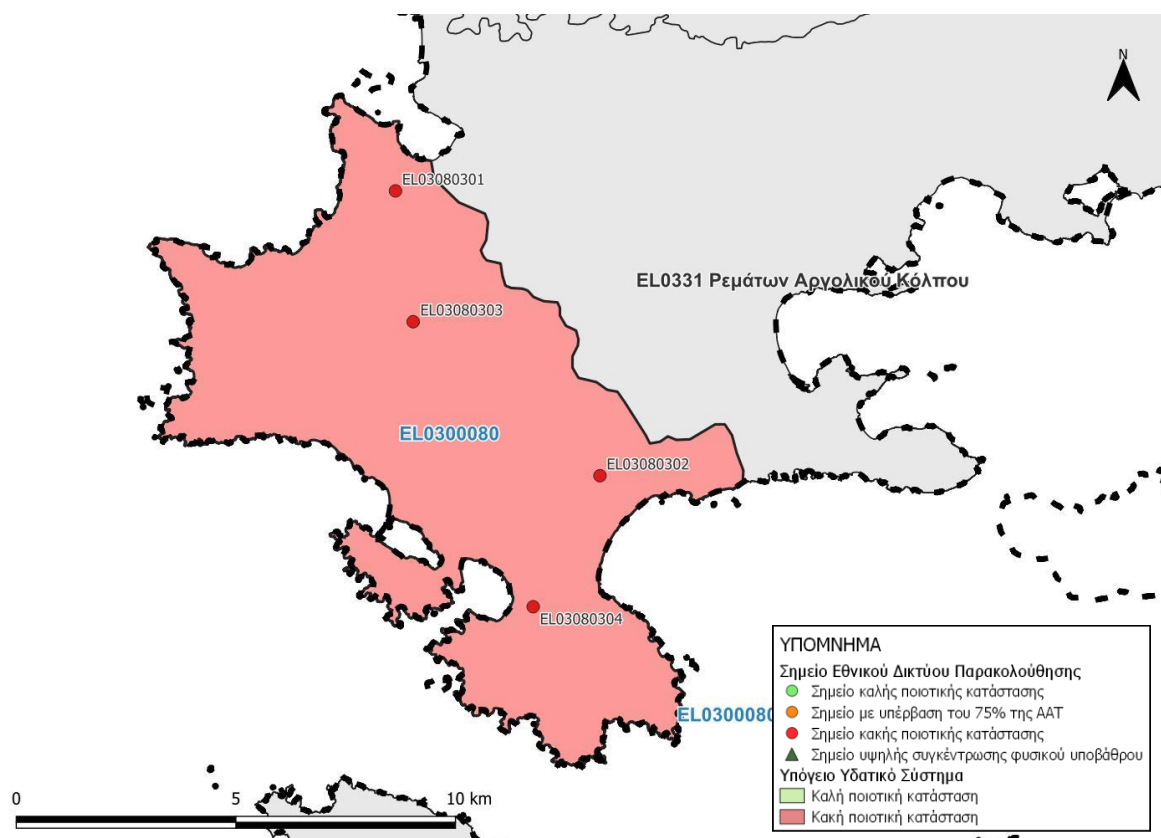 N
EL03080301
EL0331 Ρεμάτων Αργολικού Κόλπου
EL03080303
EL0300080
EL03080302
EL03080304
EL0300080
ΥΠΟΜΝΗΜΑ
Σημείο Εθνικού Δικτύου Παρακολούθησης
Σημείο καλής ποιοτικής κατάστασης
Σημείο με υπέρβαση του 75% της ΑΑΤ
Σημείο κακής ποιοτικής κατάστασης
Σημείο υψηλής συγκέντρωσης φυσικού υποβάθρου
Υπόγειο Υδατικό Σύστημα
Καλή ποιοτική κατάσταση
Κακή ποιοτική κατάσταση
0 5 10 km